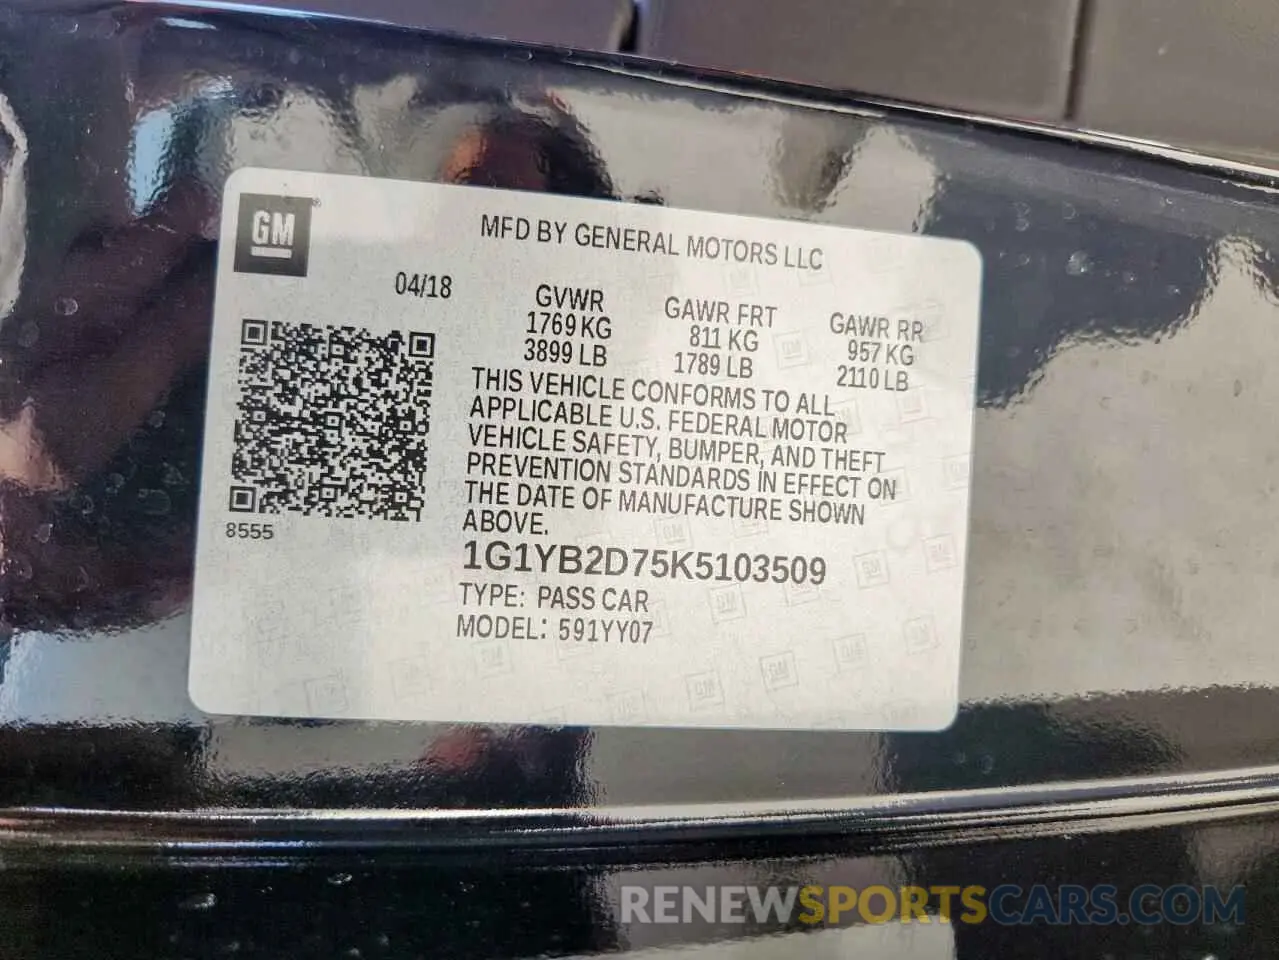 GM
MFD BY GENERAL MOTORS LLC
04/18
GVWR
1769 KG
3899 LB
GAWR FRT
811 KG
1789 LB
GAWR RR
957 KG
2110 LB
THIS VEHICLE CONFORMS TO ALL
APPLICABLE U.S. FEDERAL MOTOR
VEHICLE SAFETY, BUMPER, AND THEFT
PREVENTION STANDARDS IN EFFECT ON
THE DATE OF MANUFACTURE SHOWN
ABOVE.
8555
1G1YB2D75K5103509
TYPE: PASS CAR
MODEL: 591YY07
RENEWSPORTSCARS.COM